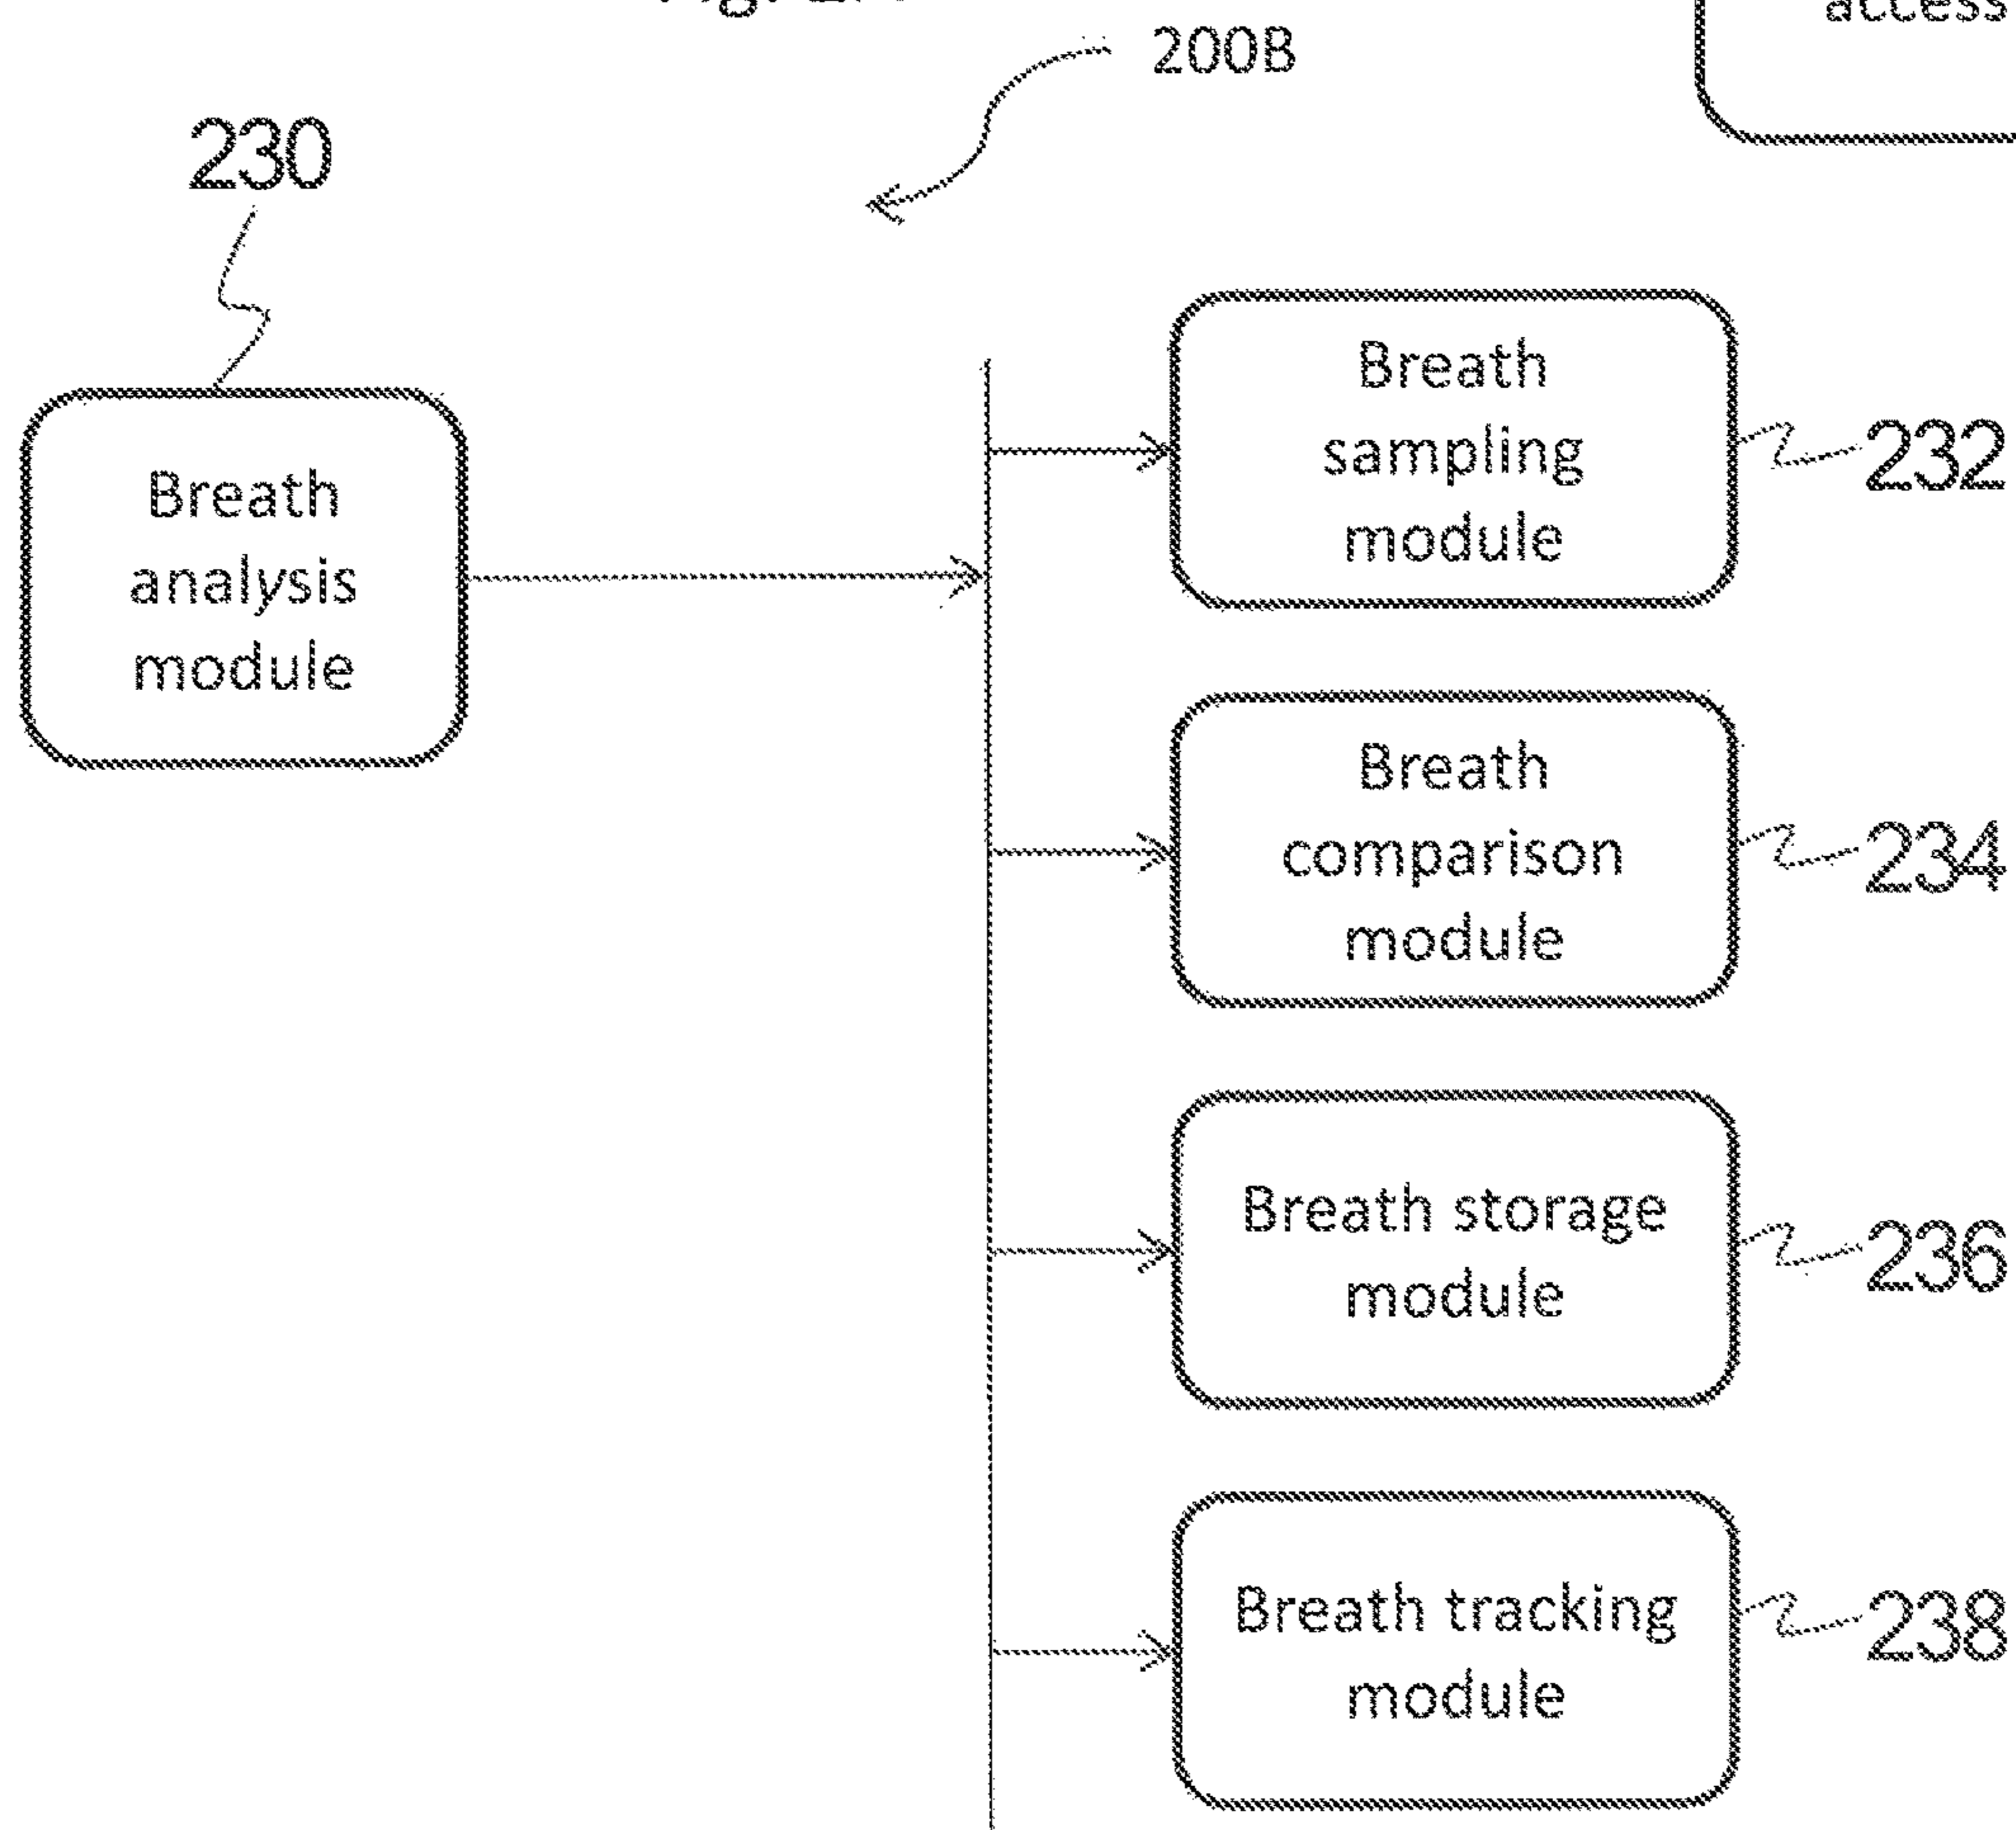 access
200B
230
Breath
analysis
module
Breath
sampling
module
232
Breath
comparison
module
234
Breath storage
module
236
Breath tracking
module
238